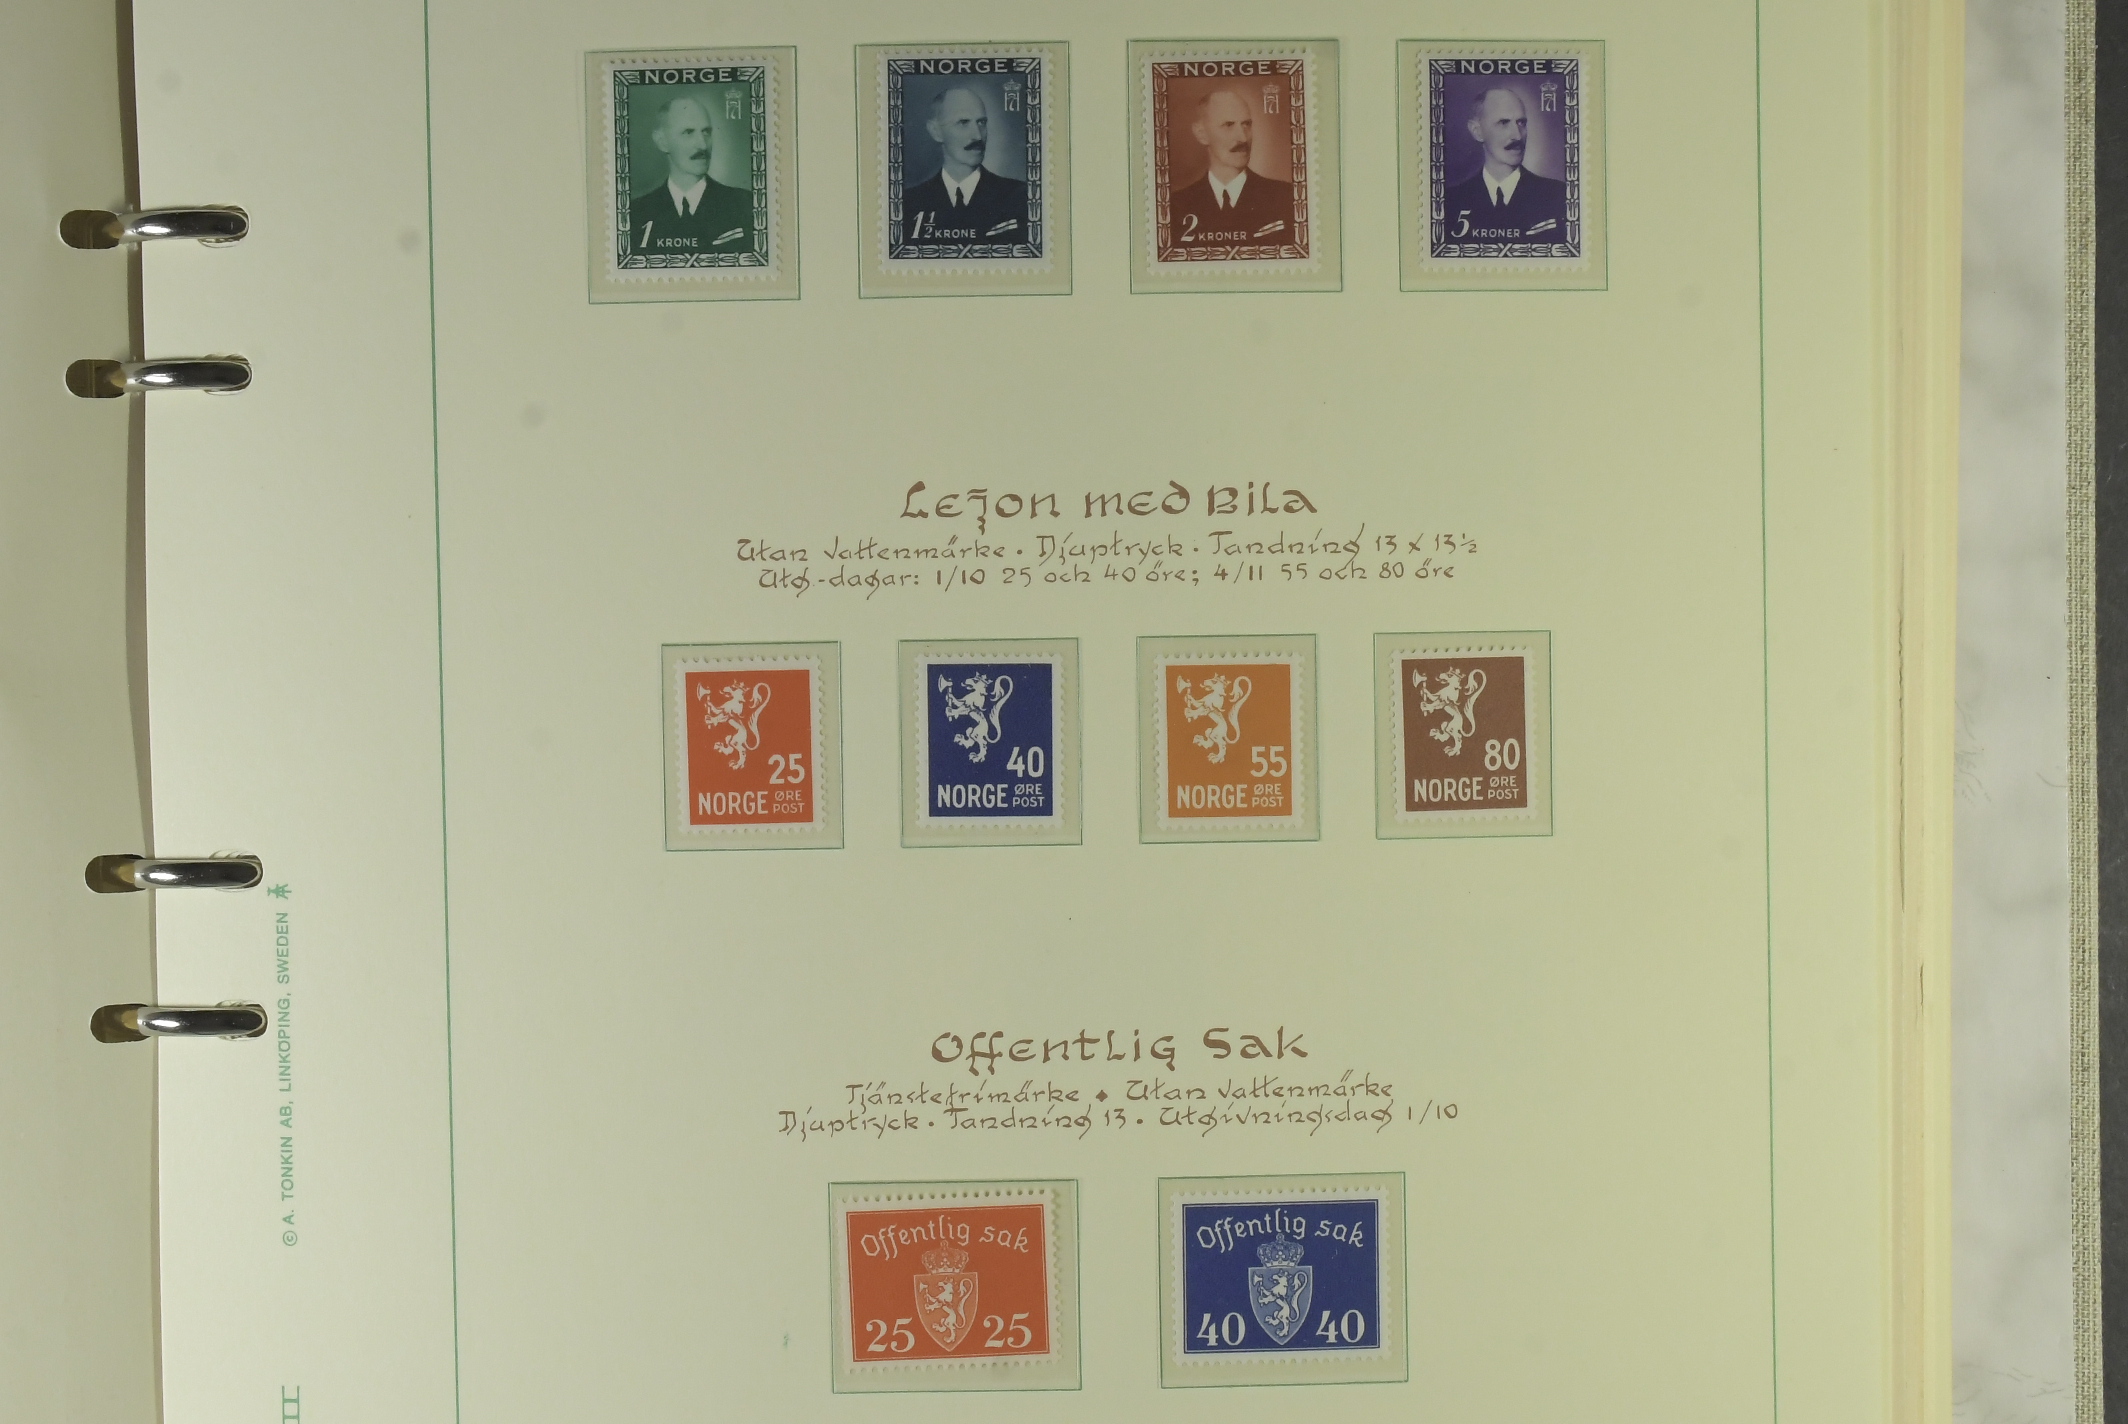 NORGE
1 KRONE
NORGE
1½ KRONE
NORGE
2 KRONER
NORGE
5 KRONER
Lejon med Bila
Utan Vattenmärke · Djuptryck · Tandning 13 x 13½
Utg.-dagar: 1/10 25 och 40 öre; 4/11 55 och 80 öre
25
NORGE ØRE POST
40
NORGE ØRE POST
55
NORGE ØRE POST
80
NORGE ØRE POST
Offentlig Sak
Tjänstefrimärke ⬥ Utan Vattenmärke
Djuptryck · Tandning 13 · Utgivningsdag 1/10
Offentlig sak
25 25
Offentlig sak
40 40
© A. TONKIN AB, LINKÖPING, SWEDEN